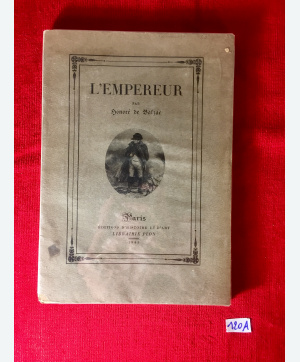 L'EMPEREUR
par
Honoré de Balzac
Paris
LIBRAIRIE PLON
120A